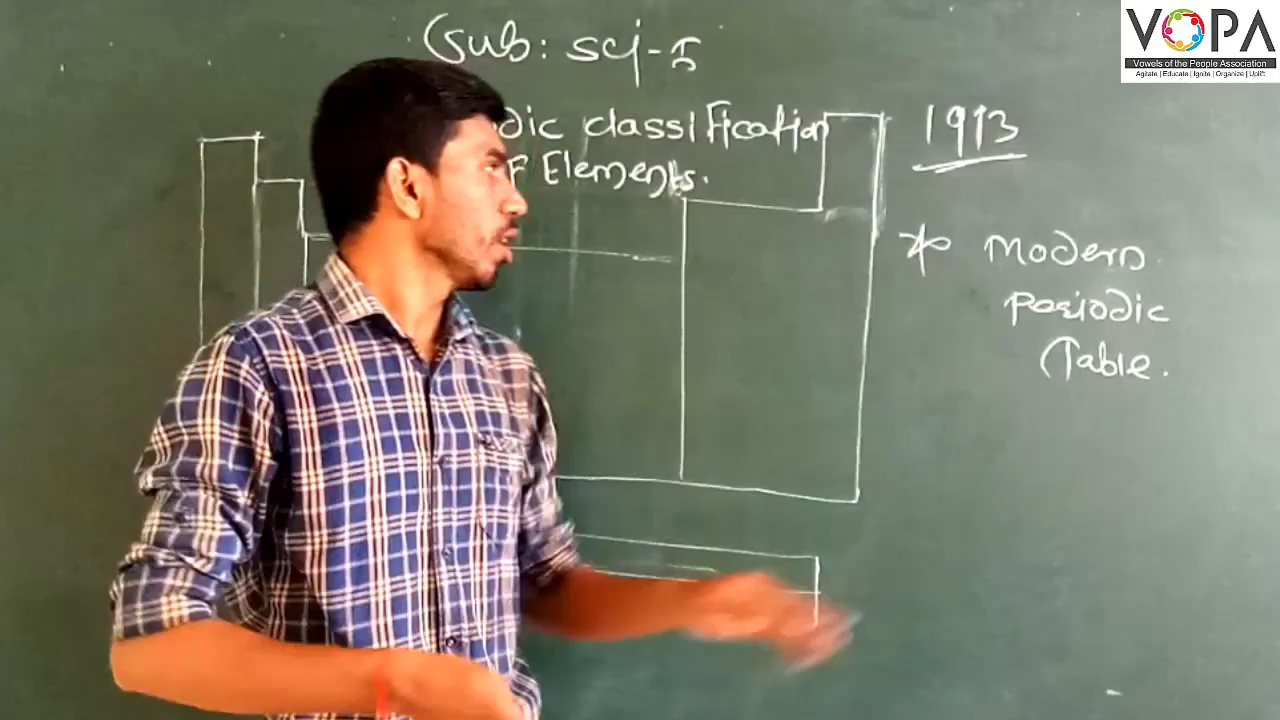 Sub: sci-I
dic classification
F Elements.
1913
* Modern
Periodic
Table.
VOPA
Vowels of the People Association
Agitate | Educate | Ignite | Organize | Uplift